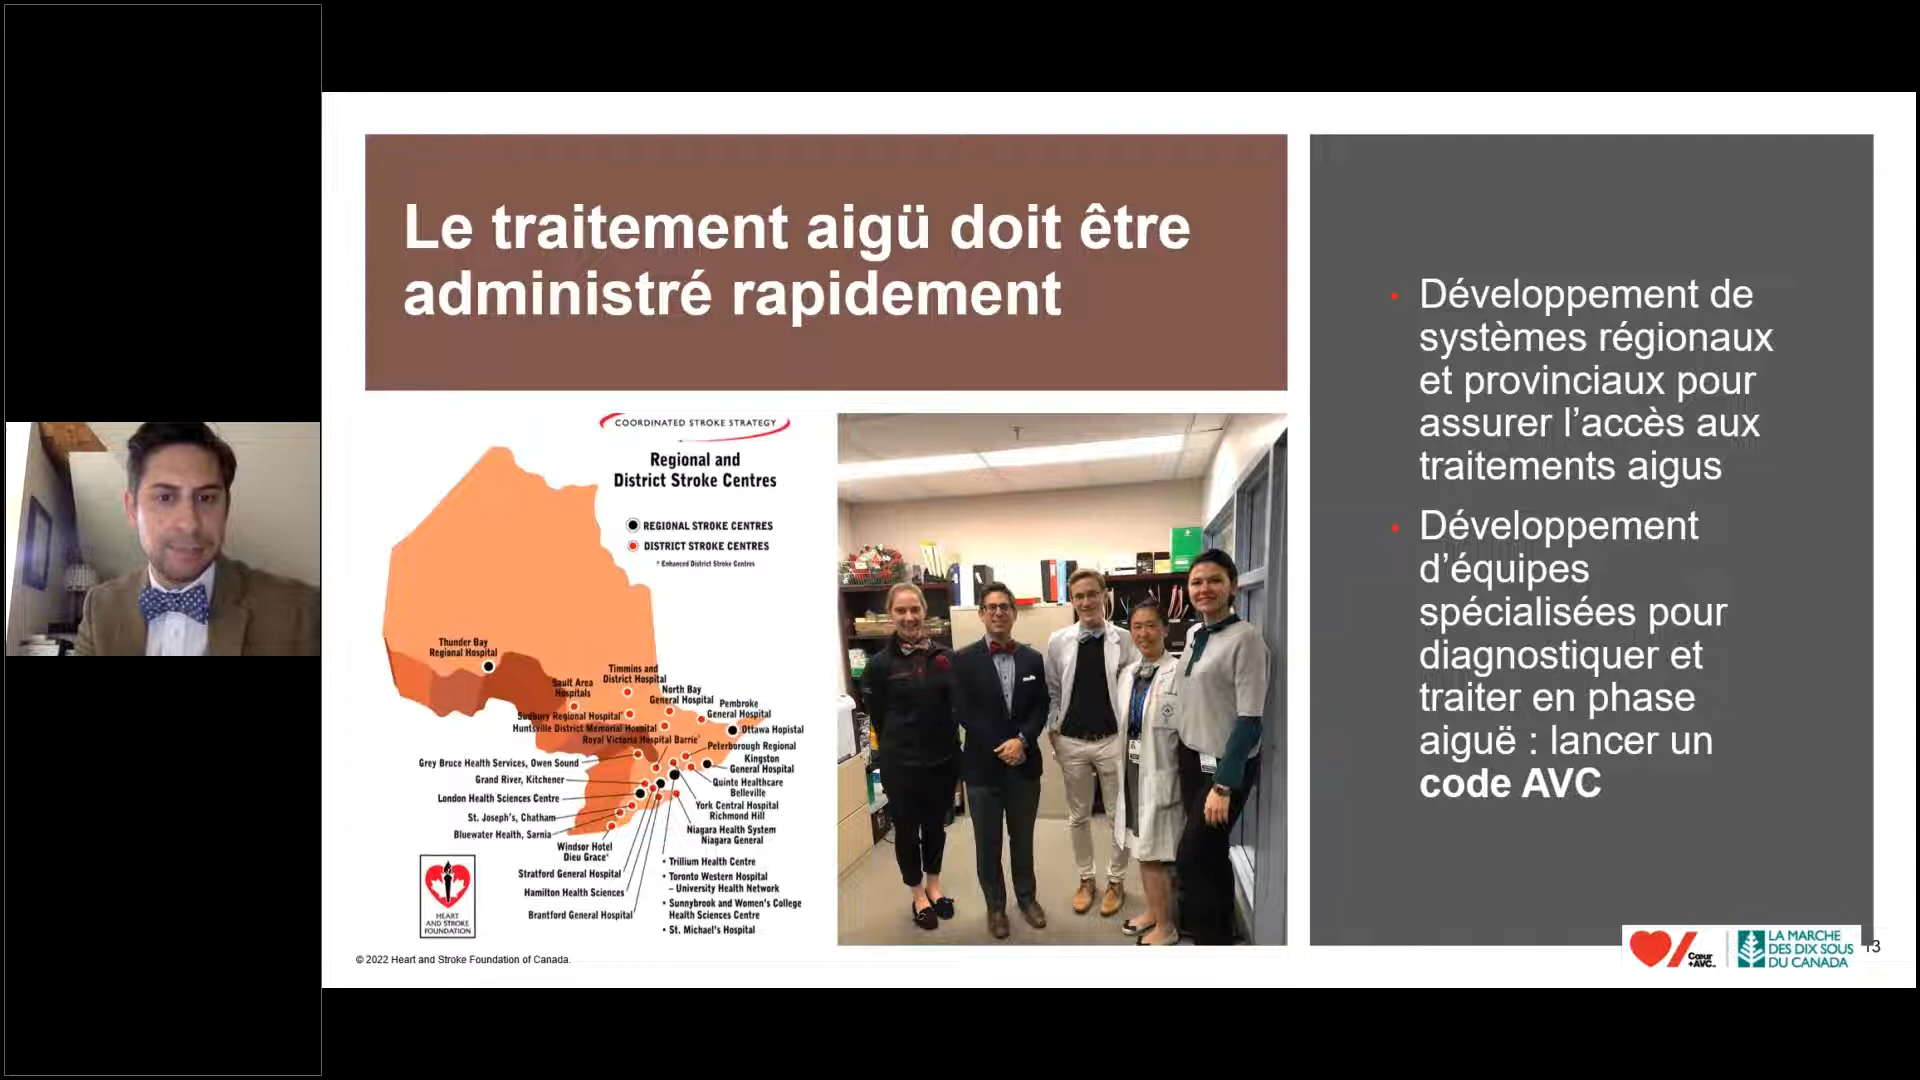 Le traitement aigü doit être
administré rapidement
COORDINATED STROKE STRATEGY
Regional and
District Stroke Centres
REGIONAL STROKE CENTRES
DISTRICT STROKE CENTRES
* Enhanced District Stroke Centres
Thunder Bay
Regional Hospital
Timmins and
District Hospital
Sault Area
Hospitals
North Bay
General Hospital
Pembroke
General Hospital
Sudbury Regional Hospital*
Huntsville District Memorial Hospital
Ottawa Hopistal
Royal Victoria Hospital Barrie*
Peterborough Regional
Grey Bruce Health Services, Owen Sound
Kingston
General Hospital
Grand River, Kitchener
Quinte Healthcare
Belleville
London Health Sciences Centre
York Central Hospital
Richmond Hill
St. Joseph's, Chatham
Bluewater Health, Sarnia
Niagara Health System
Niagara General
Windsor Hotel
Dieu Grace*
Stratford General Hospital
Hamilton Health Sciences
Brantford General Hospital
• Trillium Health Centre
• Toronto Western Hospital
– University Health Network
• Sunnybrook and Women's College
Health Sciences Centre
• St. Michael's Hospital
HEART
AND STROKE
FOUNDATION
© 2022 Heart and Stroke Foundation of Canada.
• Développement de
systèmes régionaux
et provinciaux pour
assurer l’accès aux
traitements aigus
• Développement
d’équipes
spécialisées pour
diagnostiquer et
traiter en phase
aiguë : lancer un
code AVC
Cœur
+AVC™
LA MARCHE
DES DIX SOUS
DU CANADA
13